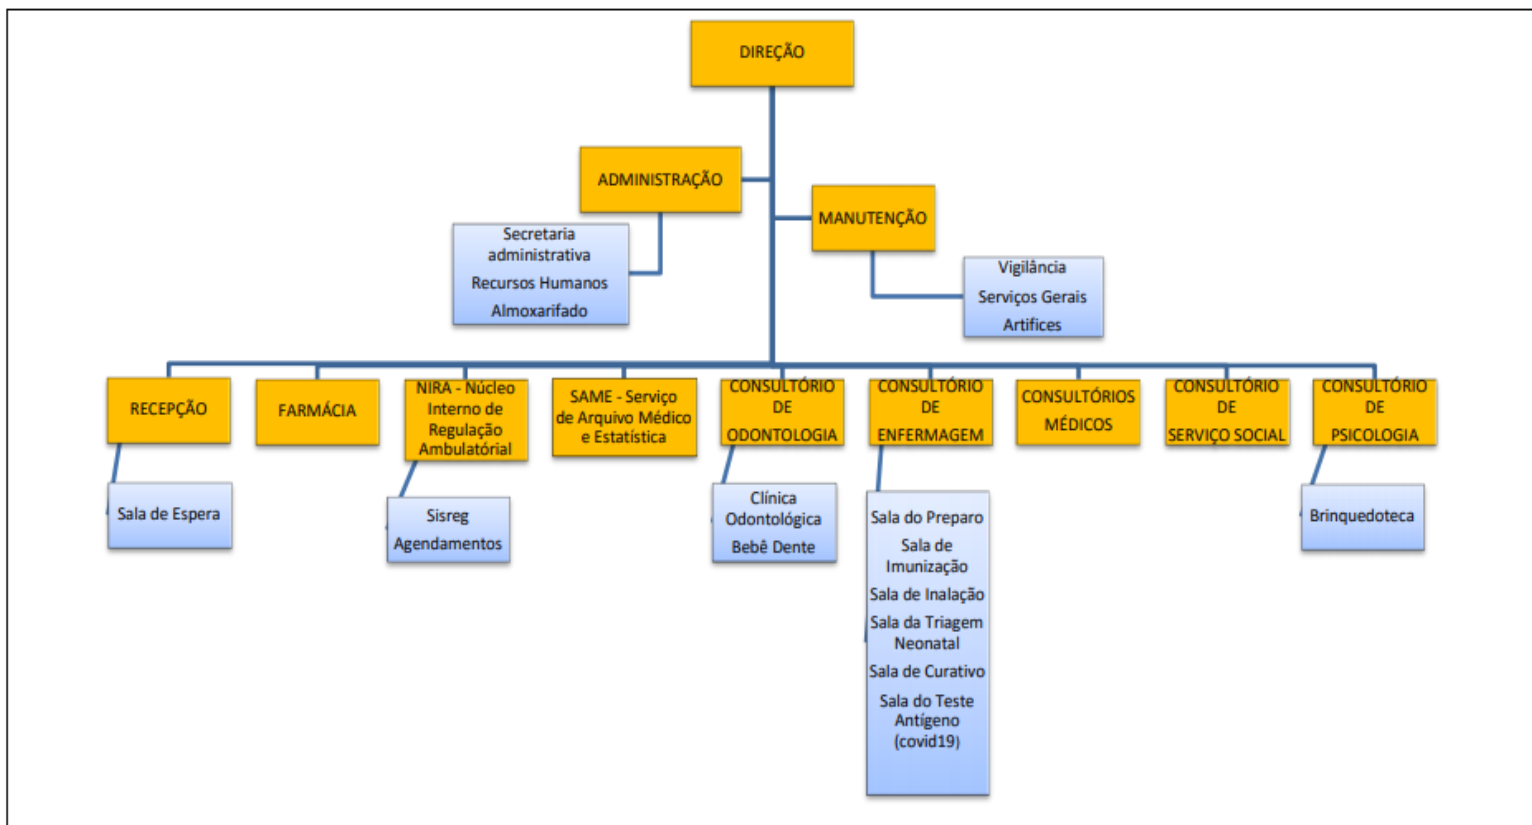 DIREÇÃO
ADMINISTRAÇÃO
MANUTENÇÃO
Secretaria
administrativa
Recursos Humanos
Almoxarifado
Vigilância
Serviços Gerais
Artifices
RECEPÇÃO
FARMÁCIA
NIRA - Núcleo
Interno de
Regulação
Ambulatórial
SAME - Serviço
de Arquivo Médico
e Estatística
CONSULTÓRIO
DE
ODONTOLOGIA
CONSULTÓRIO
DE
ENFERMAGEM
CONSULTÓRIOS
MÉDICOS
CONSULTÓRIO
DE
SERVIÇO SOCIAL
CONSULTÓRIO
DE
PSICOLOGIA
Sala de Espera
Sisreg
Agendamentos
Clínica
Odontológica
Bebê Dente
Sala do Preparo
Sala de
Imunização
Sala de Inalação
Sala da Triagem
Neonatal
Sala de Curativo
Sala do Teste
Antígeno
(covid19)
Brinquedoteca